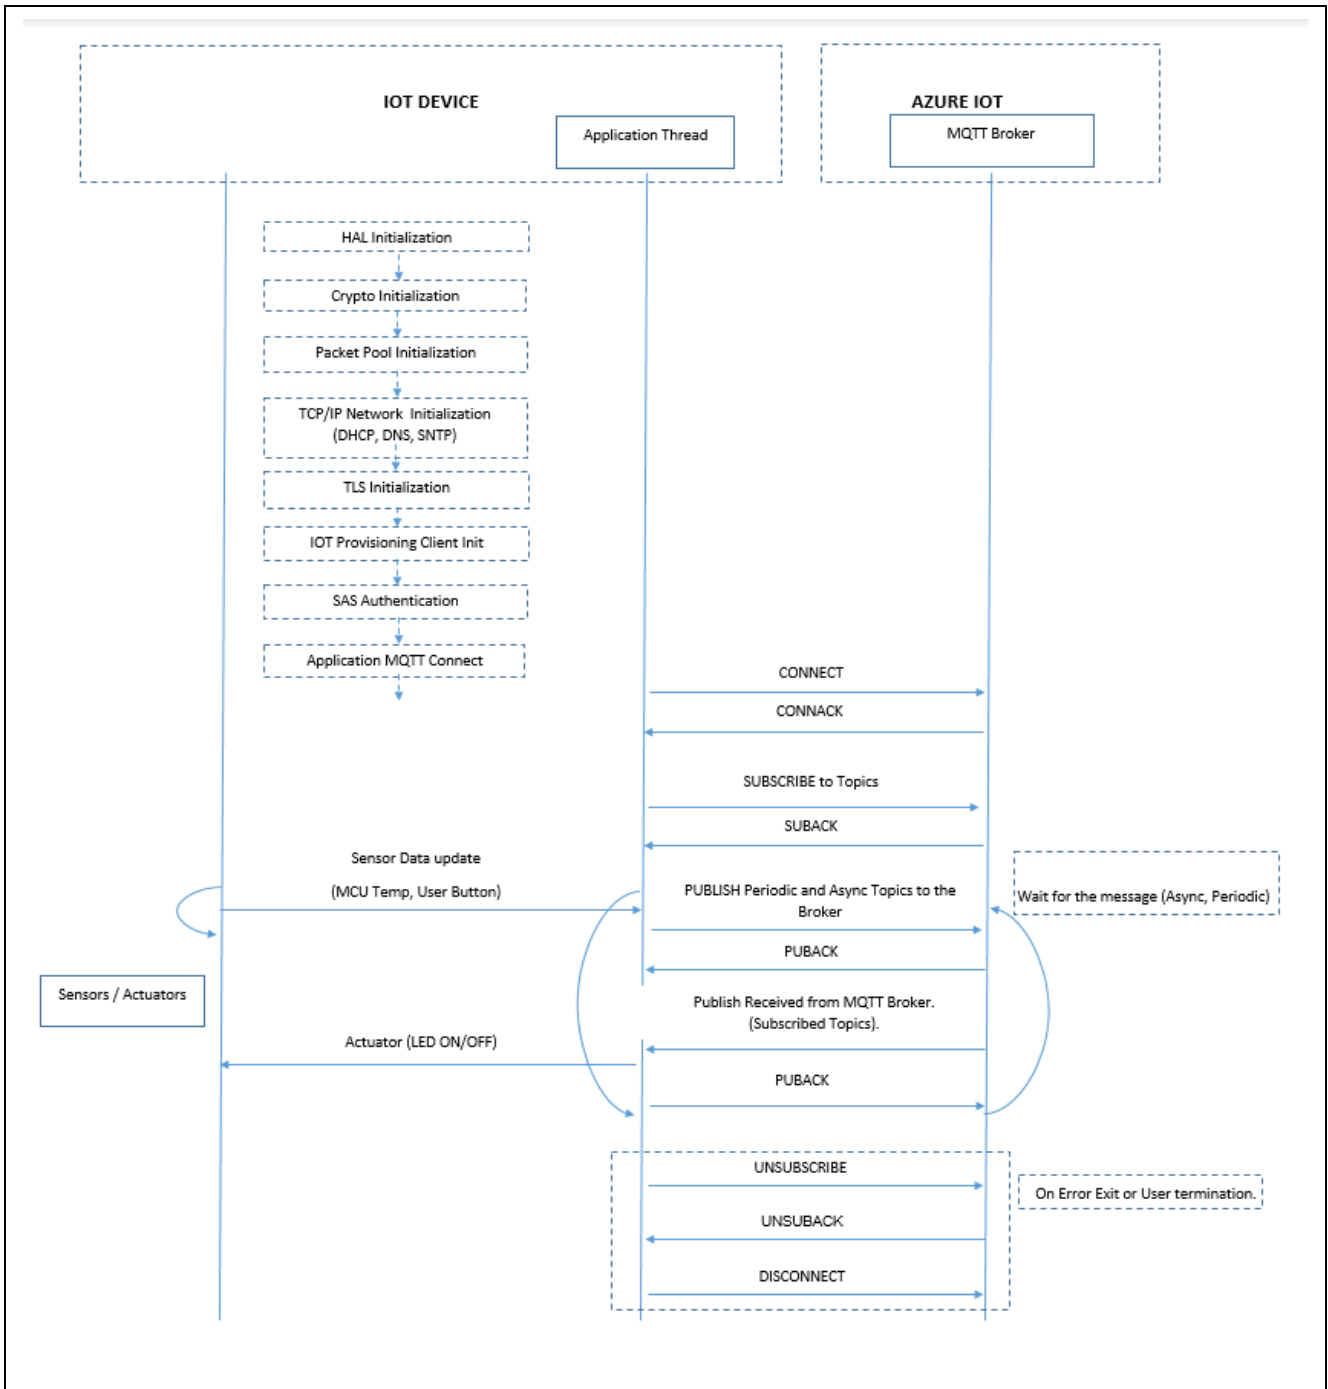 IOT DEVICE
AZURE IOT
Application Thread
MQTT Broker
HAL Initialization
Crypto Initialization
Packet Pool Initialization
TCP/IP Network Initialization
(DHCP, DNS, SNTP)
TLS Initialization
IOT Provisioning Client Init
SAS Authentication
Application MQTT Connect
CONNECT
CONNACK
SUBSCRIBE to Topics
SUBACK
Sensor Data update
(MCU Temp, User Button)
PUBLISH Periodic and Async Topics to the
Broker
Wait for the message (Async, Periodic)
PUBACK
Sensors / Actuators
Publish Received from MQTT Broker.
(Subscribed Topics).
Actuator (LED ON/OFF)
PUBACK
UNSUBSCRIBE
On Error Exit or User termination.
UNSUBACK
DISCONNECT